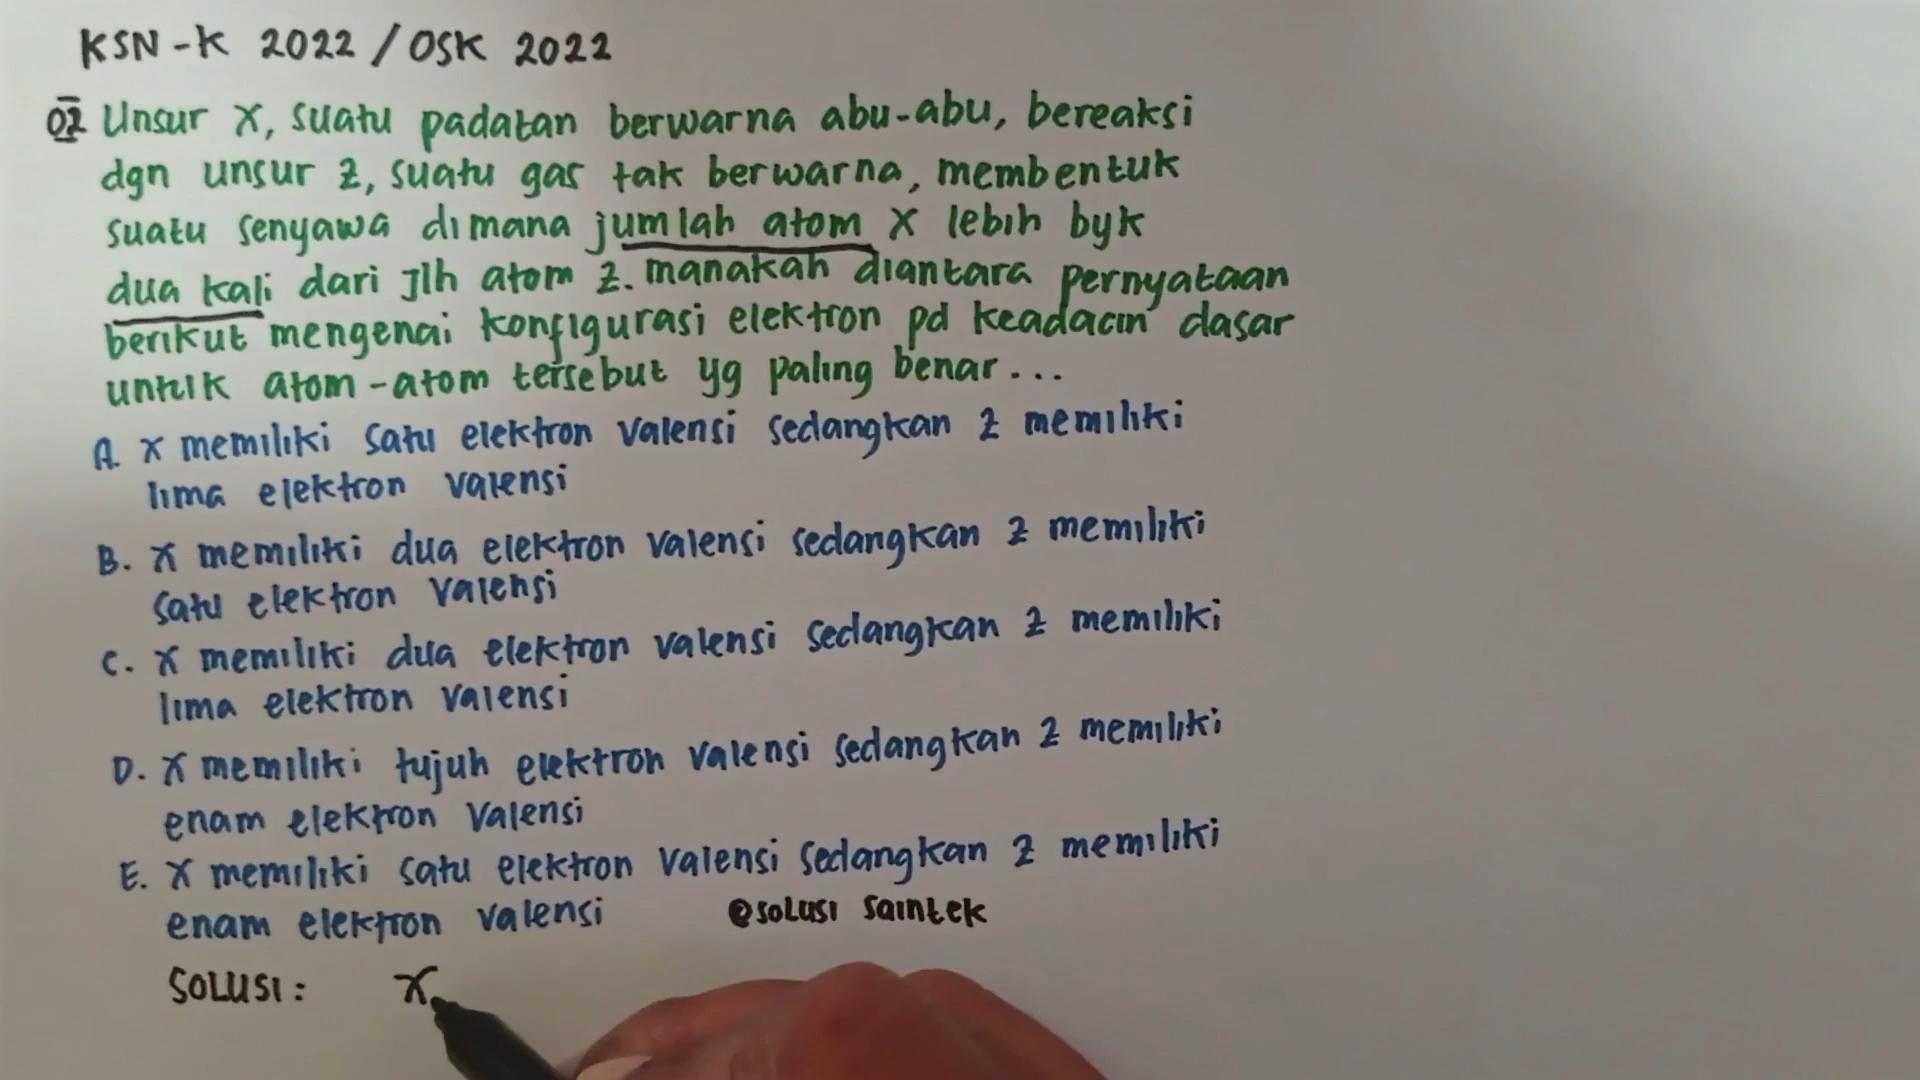 KSN-K 2022 / OSK 2022
02 Unsur X, suatu padatan berwarna abu-abu, bereaksi
dgn unsur Z, suatu gas tak berwarna, membentuk
suatu senyawa dimana jumlah atom X lebih byk
dua kali dari Jlh atom Z. manakah diantara pernyataan
berikut mengenai konfigurasi elektron pd keadaan dasar
untuk atom-atom tersebut yg paling benar...
A. X memiliki satu elektron valensi sedangkan Z memiliki
lima elektron valensi
B. X memiliki dua elektron valensi sedangkan Z memiliki
satu elektron valensi
C. X memiliki dua elektron valensi sedangkan Z memiliki
lima elektron valensi
D. X memiliki tujuh elektron valensi sedangkan Z memiliki
enam elektron valensi
E. X memiliki satu elektron valensi sedangkan Z memiliki
enam elektron valensi @solusi saintek
SOLUSI: X